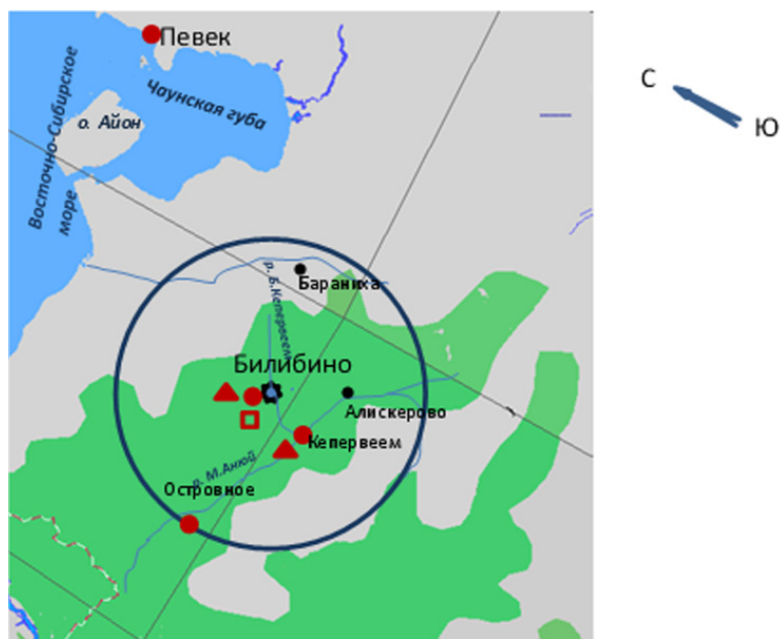 Певек
С
Ю
Чаунская губа
о. Айон
Восточно-Сибирское
море
р. Б.Кепервеем
Бараниха
Билибино
Алискерово
Кепервеем
р. М.Анюй
Островное